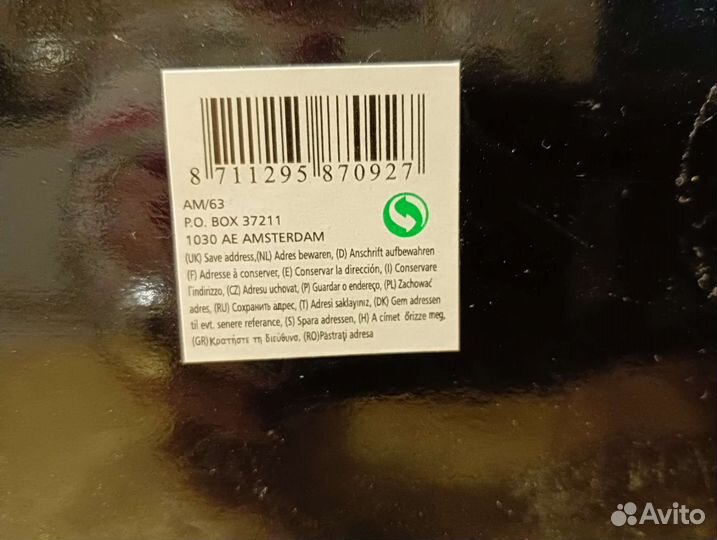 8 711295 870927
AM/63
P.O. BOX 37211
1030 AE AMSTERDAM
(UK) Save address,(NL) Adres bewaren, (D) Anschrift aufbewahren
(F) Adresse à conserver, (E) Conservar la dirección, (I) Conservare
l'indirizzo, (CZ) Adresu uchovat, (P) Guardar o endereço, (PL) Zachować
adres, (RU) Сохранить адрес, (T) Adresi saklayınız, (DK) Gem adressen
til evt. senere referance, (S) Spara adressen, (H) A címet őrizze meg,
(GR)Κρατήστε τη διεύθυνο, (RO)Păstraţi adresa
Avito